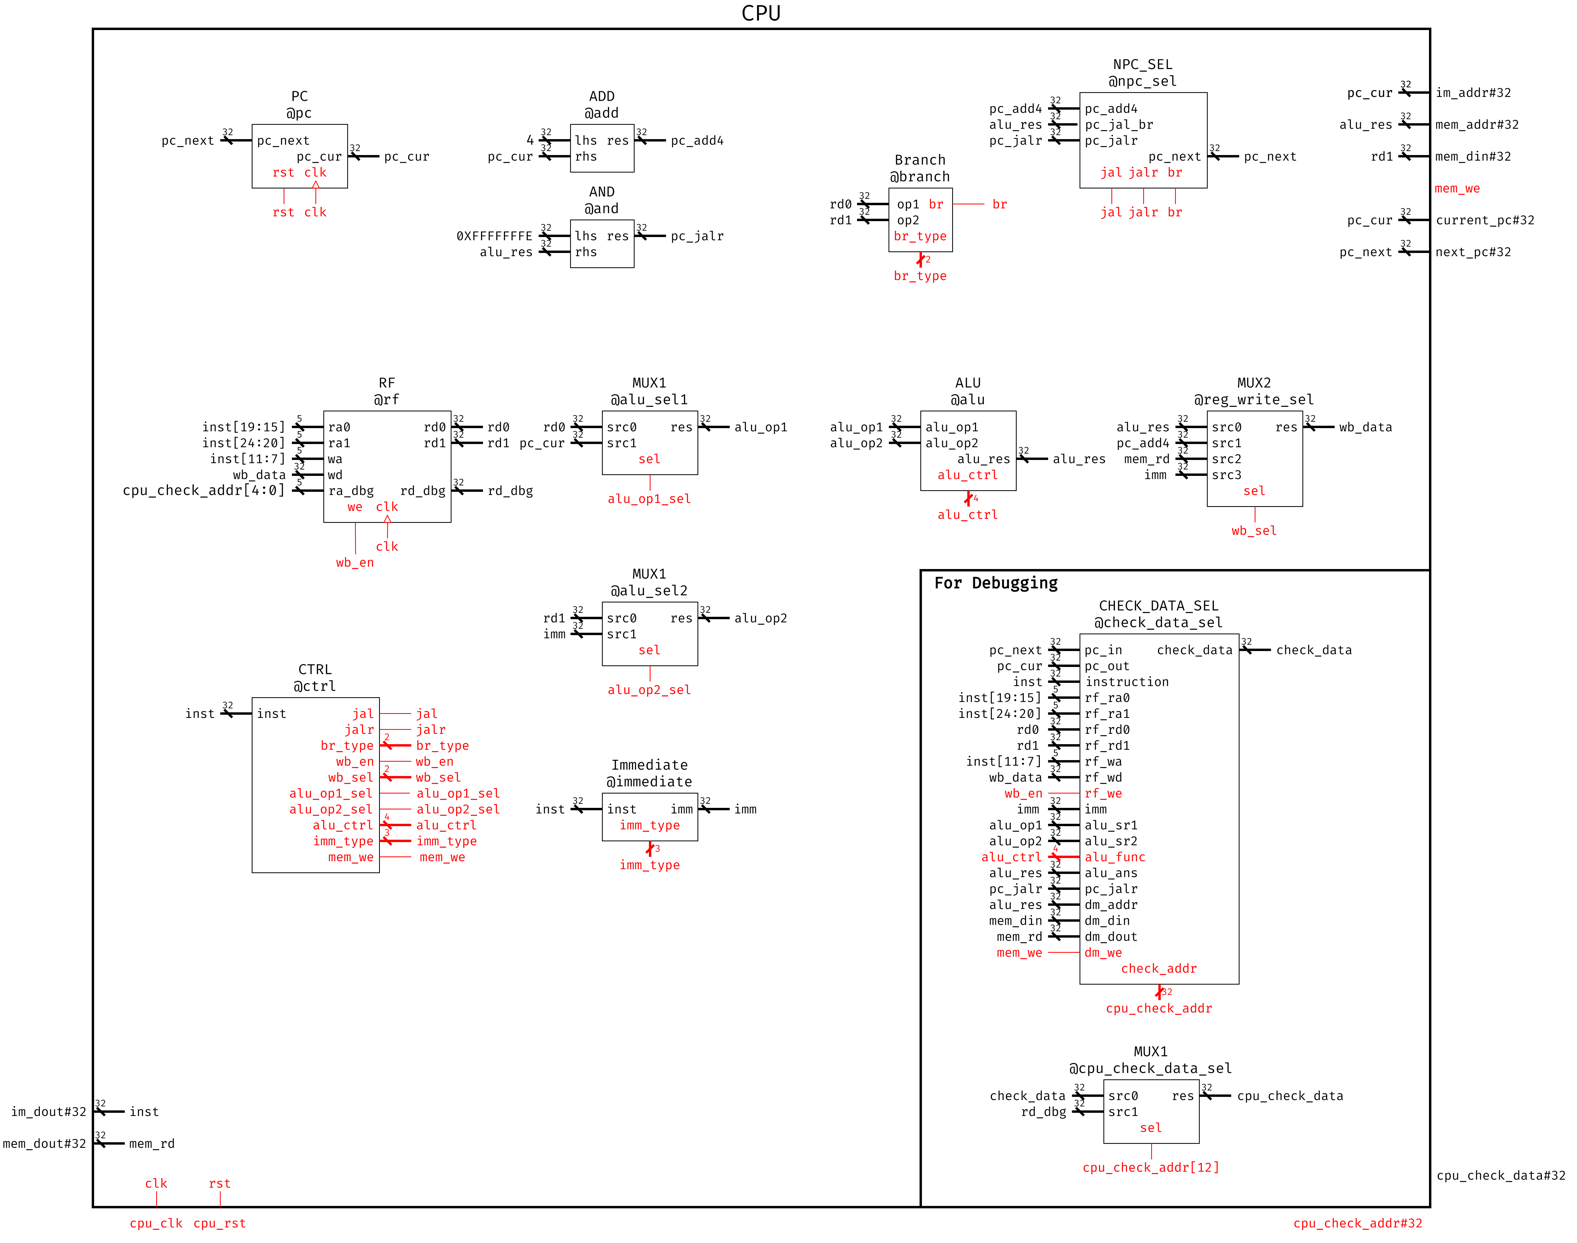 CPU
PC
@pc
pc_next 32 pc_next
pc_cur 32 pc_cur
rst clk
rst clk
ADD
@add
4 32 lhs res 32 pc_add4
pc_cur 32 rhs
AND
@and
0XFFFFFFFE 32 lhs res 32 pc_jalr
alu_res 32 rhs
Branch
@branch
rd0 32 op1 br br
rd1 32 op2
br_type
2
br_type
NPC_SEL
@npc_sel
pc_add4 32 pc_add4
alu_res 32 pc_jal_br
pc_jalr 32 pc_jalr
pc_next 32 pc_next
jal jalr br
jal jalr br
pc_cur 32 im_addr#32
alu_res 32 mem_addr#32
rd1 32 mem_din#32
mem_we
pc_cur 32 current_pc#32
pc_next 32 next_pc#32
RF
@rf
inst[19:15] 5 ra0 rd0 32 rd0
inst[24:20] 5 ra1 rd1 32 rd1
inst[11:7] 5 wa
wb_data 32 wd
cpu_check_addr[4:0] 5 ra_dbg rd_dbg 32 rd_dbg
we clk
clk
wb_en
MUX1
@alu_sel1
rd0 32 src0 res 32 alu_op1
pc_cur 32 src1
sel
alu_op1_sel
ALU
@alu
alu_op1 32 alu_op1
alu_op2 32 alu_op2
alu_res 32 alu_res
alu_ctrl
4
alu_ctrl
MUX2
@reg_write_sel
alu_res 32 src0 res 32 wb_data
pc_add4 32 src1
mem_rd 32 src2
imm 32 src3
sel
wb_sel
MUX1
@alu_sel2
rd1 32 src0 res 32 alu_op2
imm 32 src1
sel
alu_op2_sel
CTRL
@ctrl
inst 32 inst jal jal
jalr jalr
br_type 2 br_type
wb_en wb_en
wb_sel 2 wb_sel
alu_op1_sel alu_op1_sel
alu_op2_sel alu_op2_sel
alu_ctrl 4 alu_ctrl
imm_type 3 imm_type
mem_we mem_we
Immediate
@immediate
inst 32 inst imm 32 imm
imm_type
3
imm_type
For Debugging
CHECK_DATA_SEL
@check_data_sel
pc_next 32 pc_in check_data 32 check_data
pc_cur 32 pc_out
inst 32 instruction
inst[19:15] 5 rf_ra0
inst[24:20] 5 rf_ra1
rd0 32 rf_rd0
rd1 32 rf_rd1
inst[11:7] 5 rf_wa
wb_data 32 rf_wd
wb_en rf_we
imm 32 imm
alu_op1 32 alu_sr1
alu_op2 32 alu_sr2
alu_ctrl 4 alu_func
alu_res 32 alu_ans
pc_jalr 32 pc_jalr
alu_res 32 dm_addr
mem_din 32 dm_din
mem_rd 32 dm_dout
mem_we dm_we
check_addr
32
cpu_check_addr
MUX1
@cpu_check_data_sel
check_data 32 src0 res 32 cpu_check_data
rd_dbg 32 src1
sel
cpu_check_addr[12]
im_dout#32 32 inst
mem_dout#32 32 mem_rd
clk rst
cpu_clk cpu_rst
cpu_check_data#32
cpu_check_addr#32